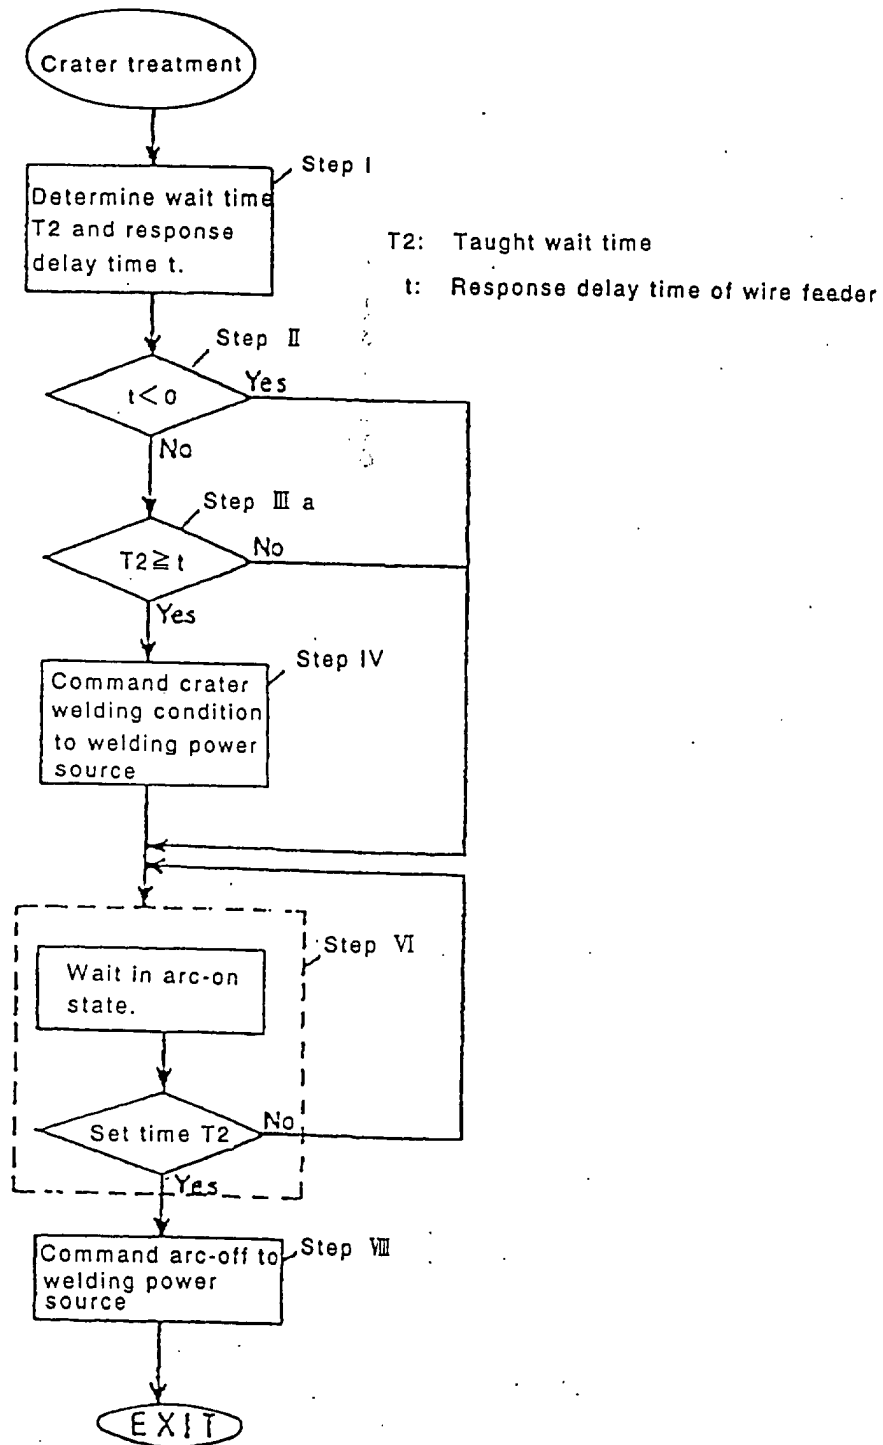 Crater treatment
Step I
Determine wait time
T2 and response
delay time t.
T2: Taught wait time
t: Response delay time of wire feeder
Step Ⅱ
t<0
Yes
No
Step Ⅲ a
T2≧t
No
Yes
Step IV
Command crater
welding condition
to welding power
source
Step Ⅵ
Wait in arc-on
state.
Set time T2
No
Yes
Step Ⅷ
Command arc-off to
welding power
source
EXIT